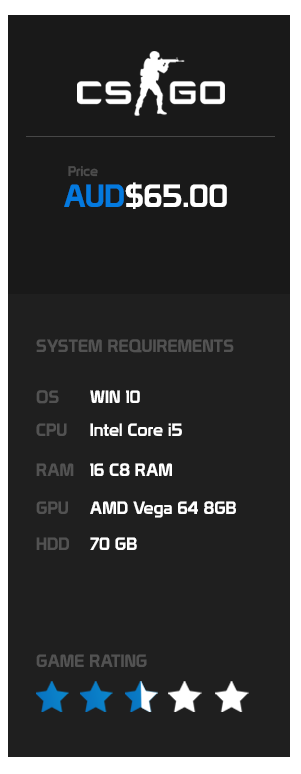 CS GO
Price
AUD$65.00
SYSTEM REQUIREMENTS
OS WIN 10
CPU Intel Core i5
RAM 16 C8 RAM
GPU AMD Vega 64 8GB
HDD 70 GB
GAME RATING